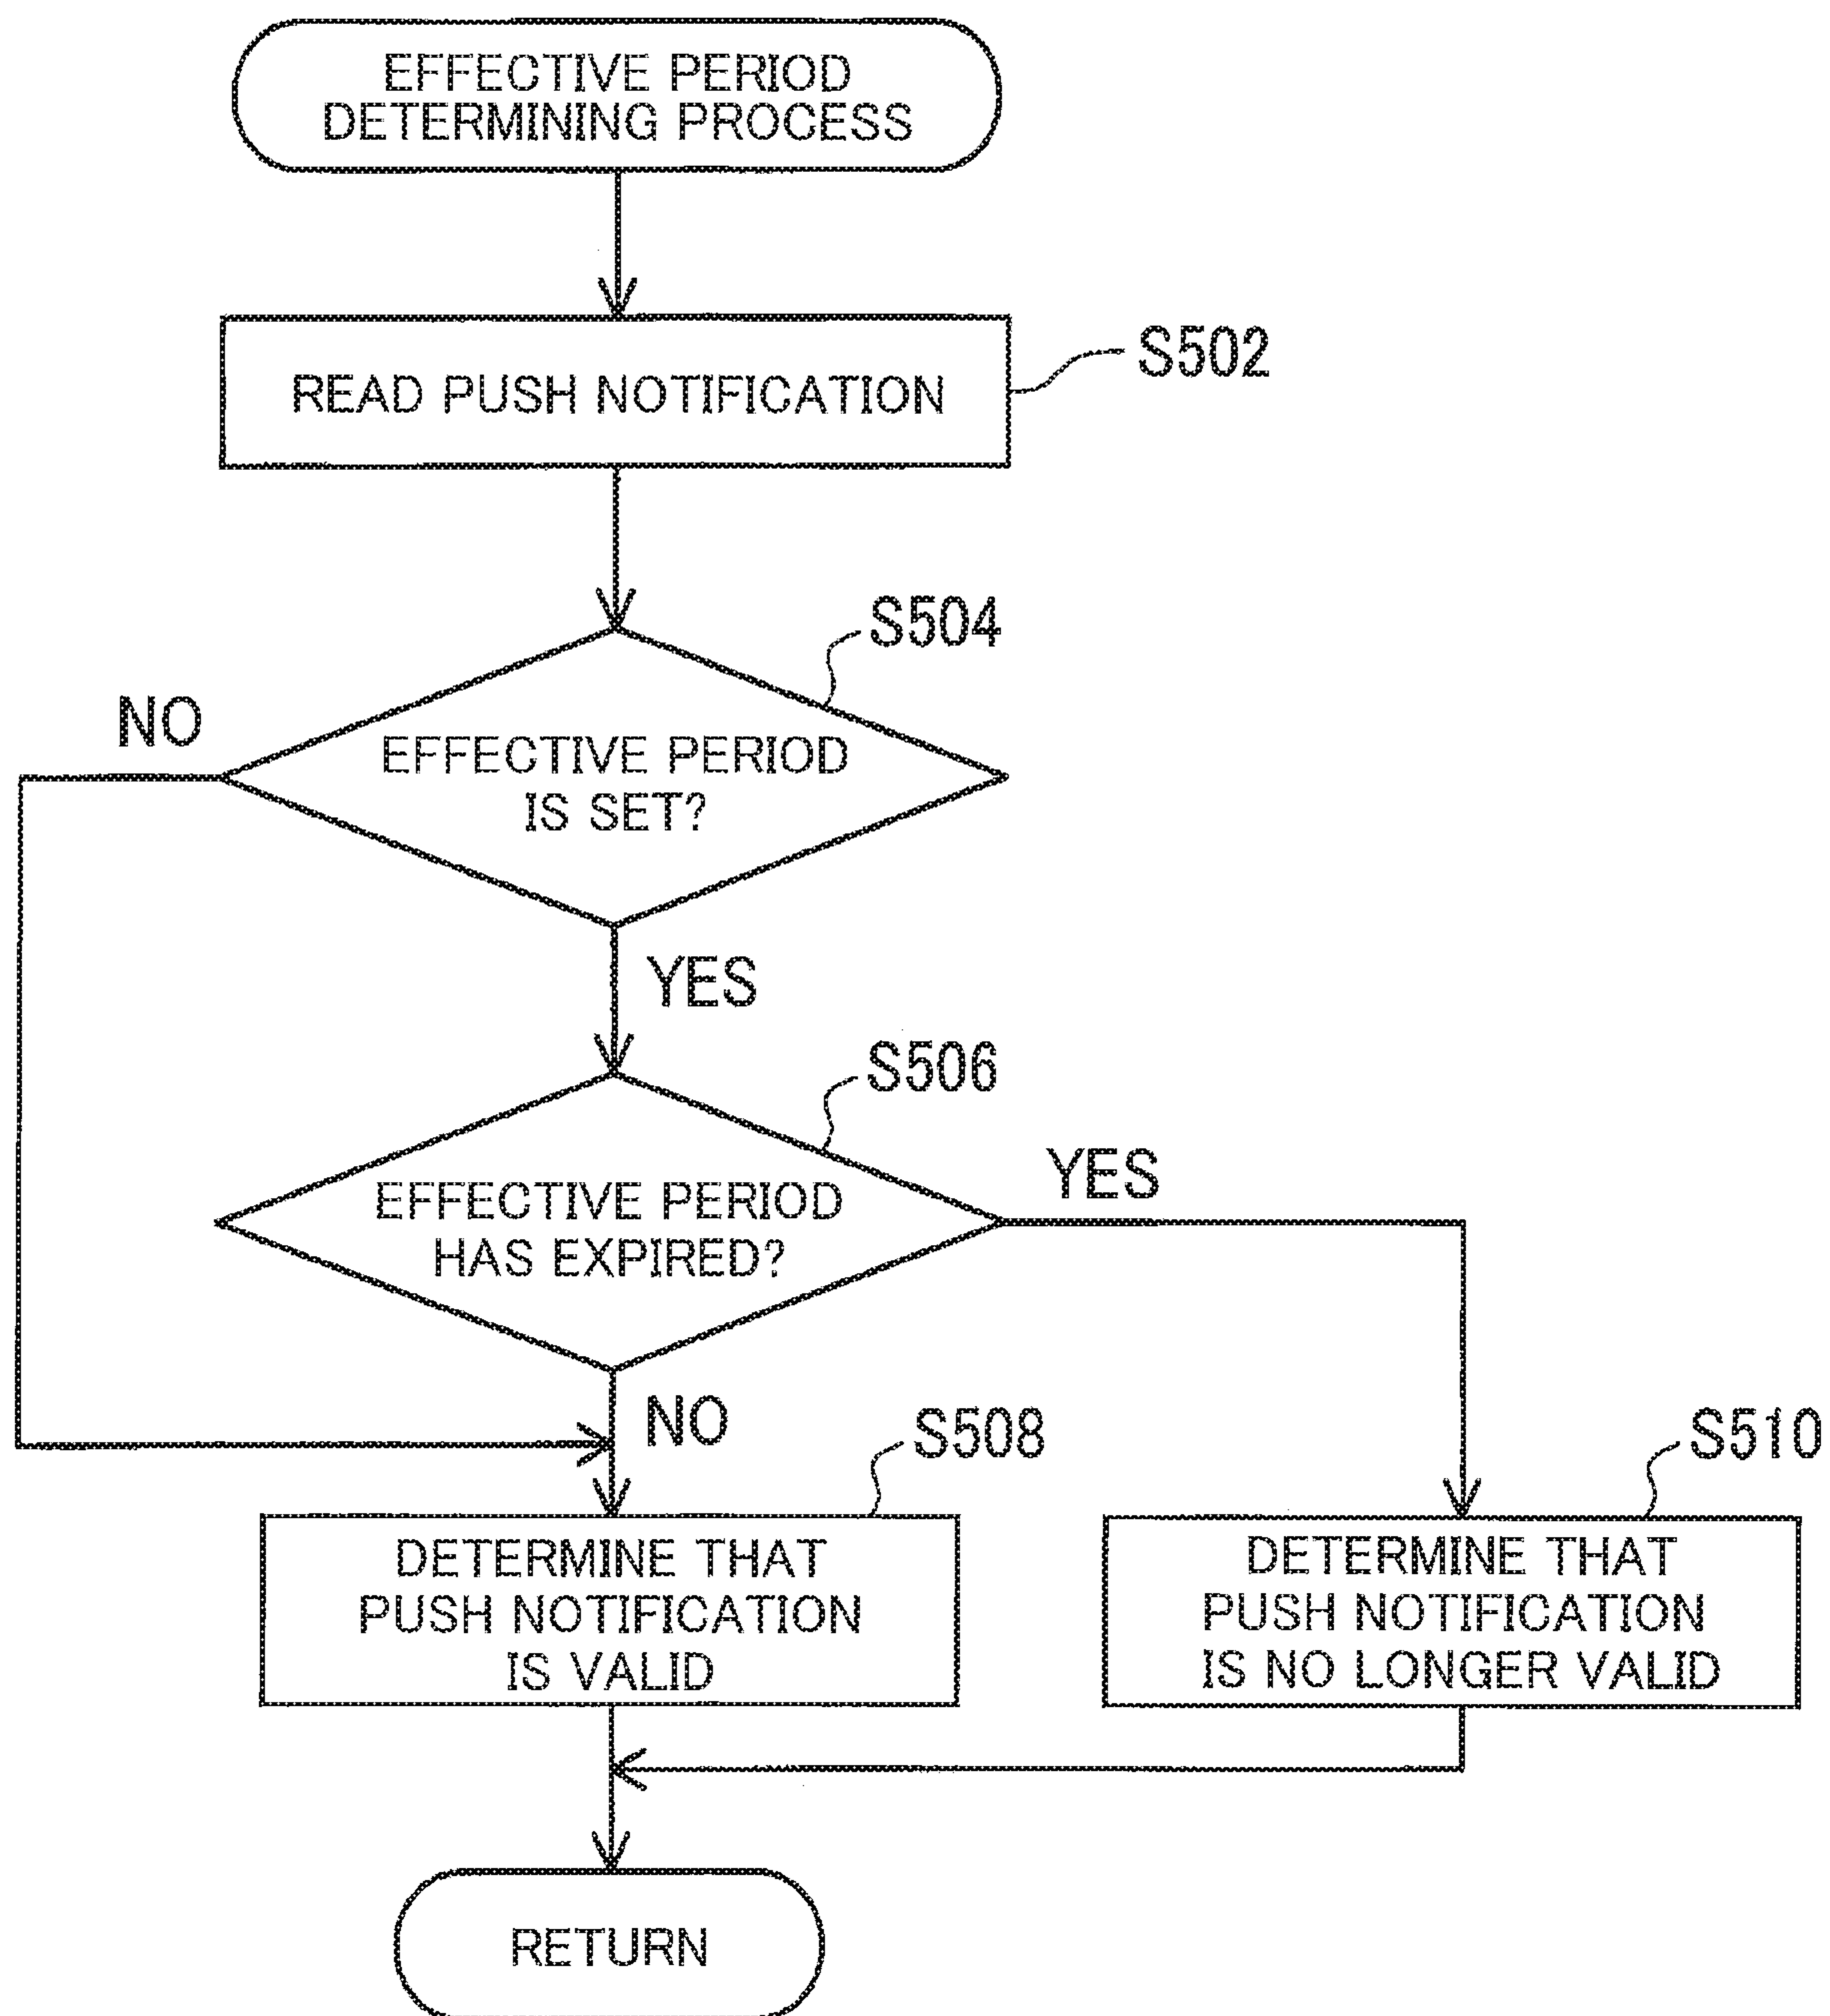 EFFECTIVE PERIOD
DETERMINING PROCESS
READ PUSH NOTIFICATION
S502
S504
NO
EFFECTIVE PERIOD
IS SET?
YES
S506
YES
EFFECTIVE PERIOD
HAS EXPIRED?
NO
S508
S510
DETERMINE THAT
PUSH NOTIFICATION
IS VALID
DETERMINE THAT
PUSH NOTIFICATION
IS NO LONGER VALID
RETURN